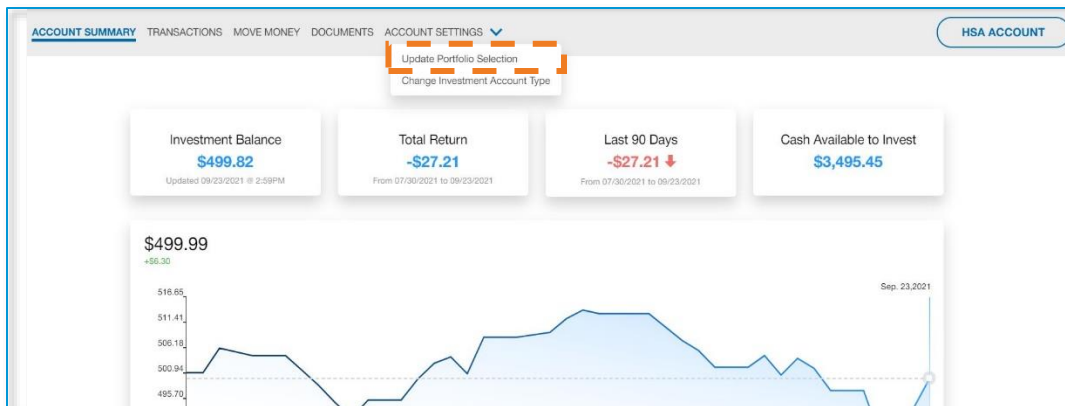 ACCOUNT SUMMARY TRANSACTIONS MOVE MONEY DOCUMENTS ACCOUNT SETTINGS HSA ACCOUNT
Update Portfolio Selection
Change Investment Account Type
Investment Balance
$499.82
Updated 09/23/2021 @ 2:59PM
Total Return
-$27.21
From 07/30/2021 to 09/23/2021
Last 90 Days
-$27.21
From 07/30/2021 to 09/23/2021
Cash Available to Invest
$3,495.45
$499.99
+$6.30
Sep. 23,2021
516.65
511.41
506.18
500.94
495.70